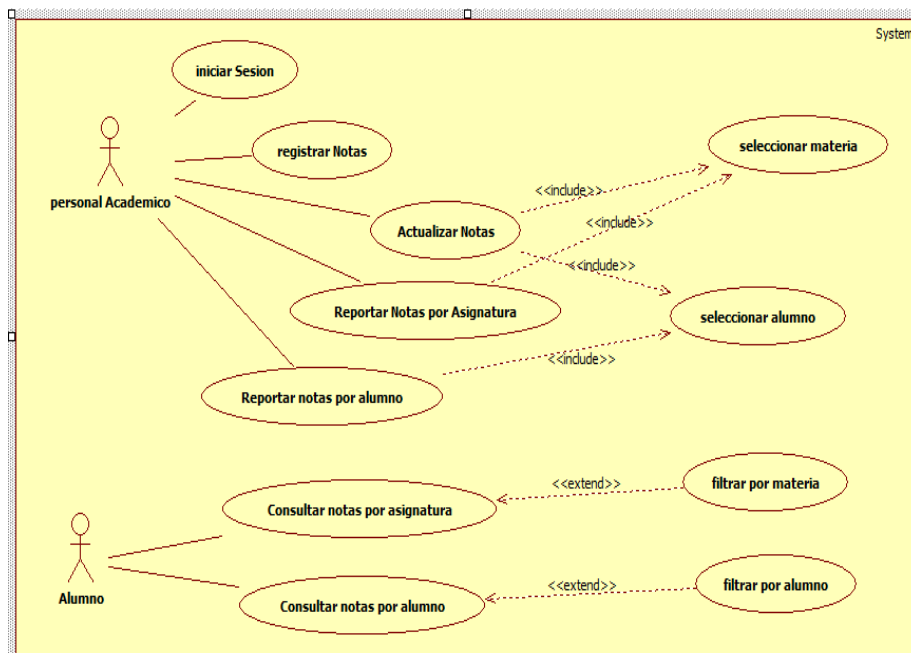 System
iniciar Sesion
registrar Notas
seleccionar materia
personal Academico
<<include>>
Actualizar Notas
<<include>>
<<include>>
Reportar Notas por Asignatura
seleccionar alumno
<<include>>
Reportar notas por alumno
<<extend>>
filtrar por materia
Consultar notas por asignatura
<<extend>>
filtrar por alumno
Alumno
Consultar notas por alumno